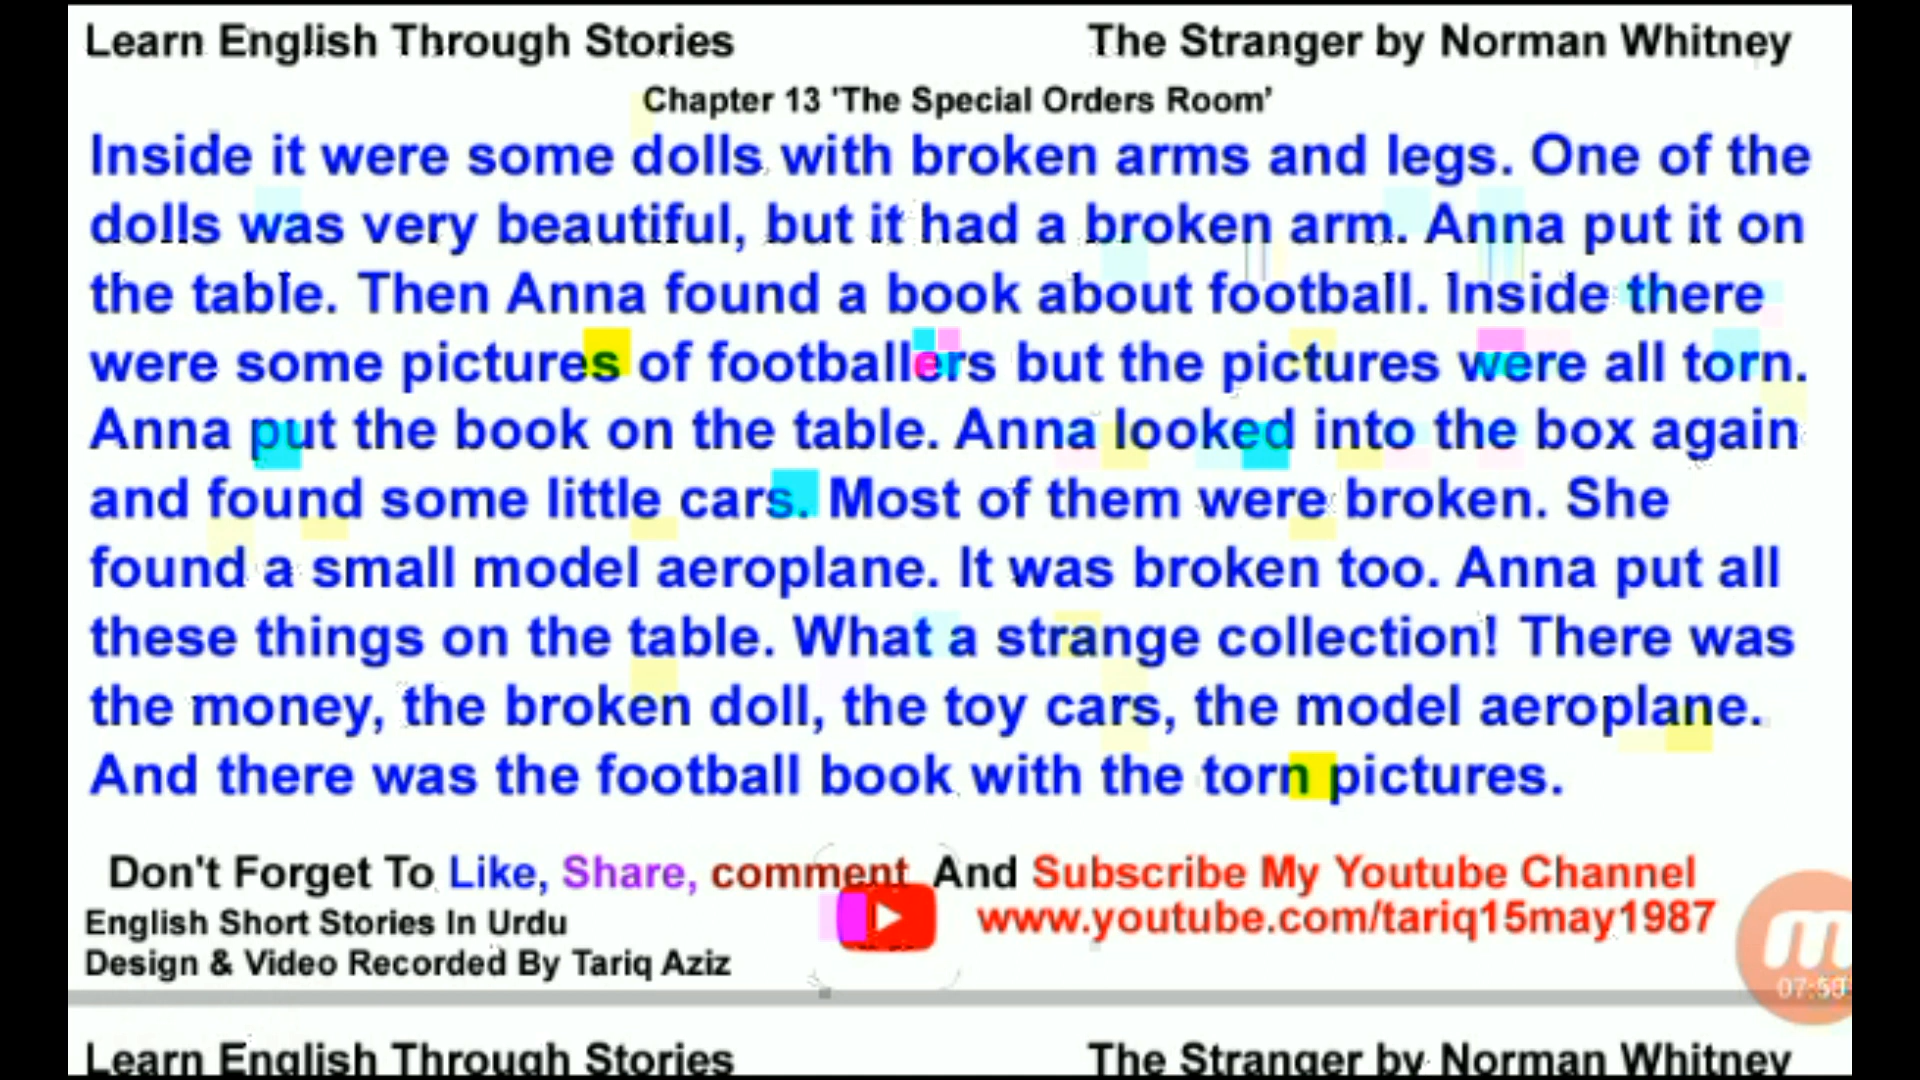 Learn English Through Stories The Stranger by Norman Whitney
Chapter 13 'The Special Orders Room'
Inside it were some dolls with broken arms and legs. One of the
dolls was very beautiful, but it had a broken arm. Anna put it on
the table. Then Anna found a book about football. Inside there
were some pictures of footballers but the pictures were all torn.
Anna put the book on the table. Anna looked into the box again
and found some little cars. Most of them were broken. She
found a small model aeroplane. It was broken too. Anna put all
these things on the table. What a strange collection! There was
the money, the broken doll, the toy cars, the model aeroplane.
And there was the football book with the torn pictures.
Don't Forget To Like, Share, comment And Subscribe My Youtube Channel
English Short Stories In Urdu www.youtube.com/tariq15may1987
Design & Video Recorded By Tariq Aziz
Learn English Through Stories The Stranger by Norman Whitney